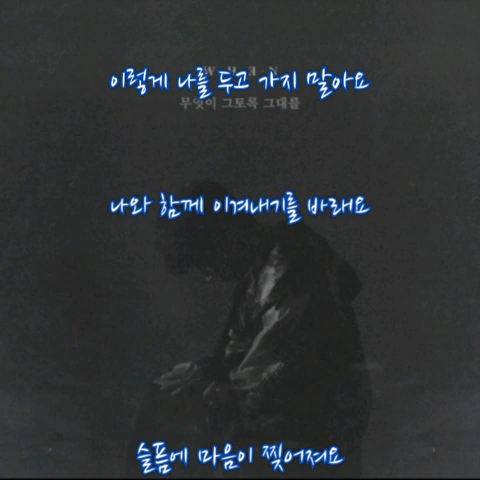 이렇게 나를 두고 가지 말아요
무엇이 그토록 그대를
나와 함께 이겨내기를 바래요
슬픔에 마음이 찢어져요